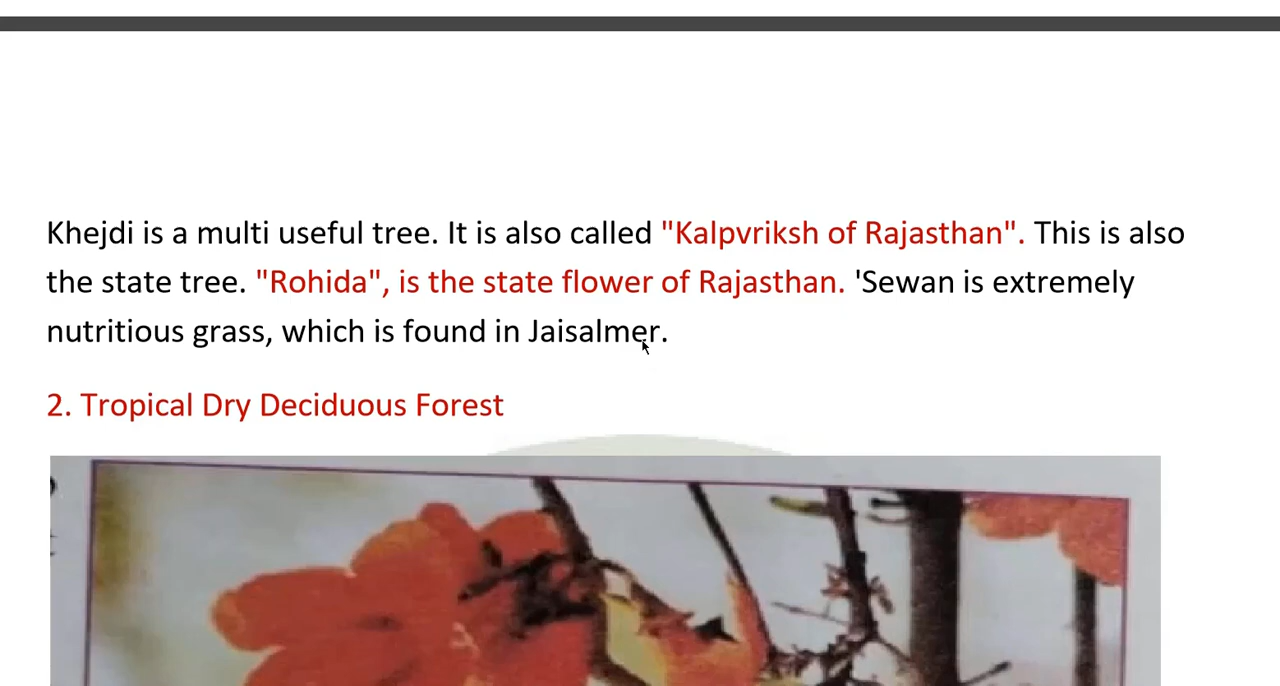 Khejdi is a multi useful tree. It is also called "Kalpvriksh of Rajasthan". This is also
the state tree. "Rohida", is the state flower of Rajasthan. 'Sewan is extremely
nutritious grass, which is found in Jaisalmer.
2. Tropical Dry Deciduous Forest